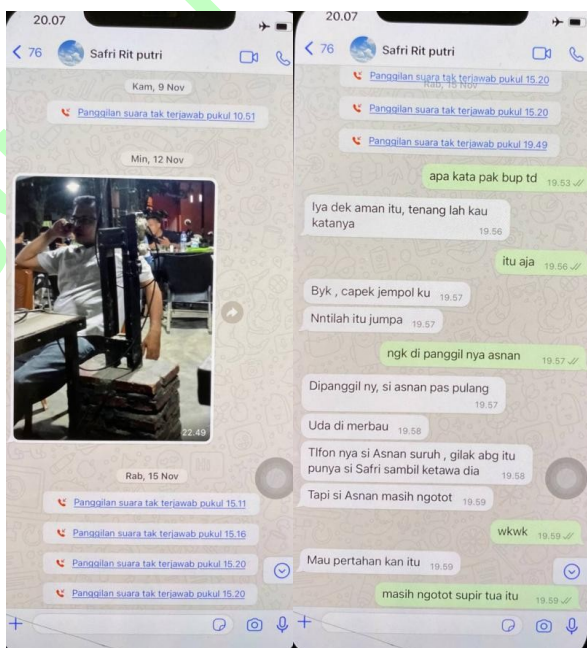 20.07
76
Safri Rit putri
Kam, 9 Nov
Panggilan suara tak terjawab pukul 10.51
Min, 12 Nov
22.49
Rab, 15 Nov
Panggilan suara tak terjawab pukul 15.11
Panggilan suara tak terjawab pukul 15.16
Panggilan suara tak terjawab pukul 15.20
Panggilan suara tak terjawab pukul 15.20
20.07
76
Safri Rit putri
Panggilan suara tak terjawab pukul 15.20
Rab, 15 Nov
Panggilan suara tak terjawab pukul 15.20
Panggilan suara tak terjawab pukul 19.49
apa kata pak bup td 19.53
Iya dek aman itu, tenang lah kau
katanya
19.56
itu aja 19.56
Byk , capek jempol ku 19.57
Nntilah itu jumpa 19.57
ngk di panggil nya asnan 19.57
Dipanggil ny, si asnan pas pulang
19.57
Uda di merbau 19.58
Tlfon nya si Asnan suruh , gilak abg itu
punya si Safri sambil ketawa dia 19.58
Tapi si Asnan masih ngotot 19.59
wkwk 19.59
Mau pertahan kan itu 19.59
masih ngotot supir tua itu 19.59